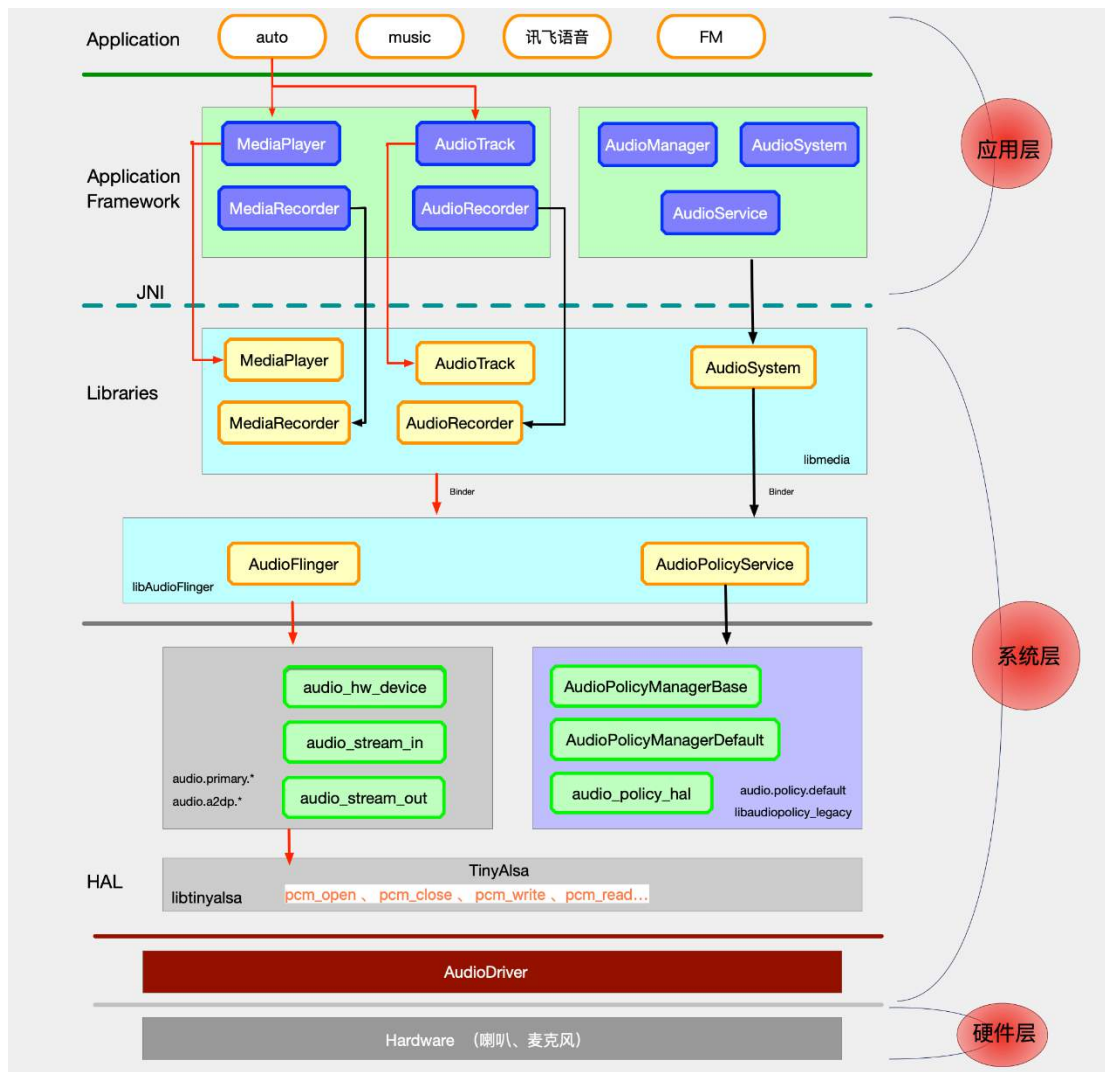 Application
auto
music
讯飞语音
FM
MediaPlayer
AudioTrack
AudioManager
AudioSystem
应用层
Application
Framework
MediaRecorder
AudioRecorder
AudioService
JNI
MediaPlayer
AudioTrack
AudioSystem
Libraries
MediaRecorder
AudioRecorder
libmedia
Binder
Binder
AudioFlinger
AudioPolicyService
libAudioFlinger
系统层
audio_hw_device
AudioPolicyManagerBase
audio_stream_in
AudioPolicyManagerDefault
audio.primary.*
audio.a2dp.*
audio_stream_out
audio_policy_hal
audio.policy.default
libaudiopolicy_legacy
HAL
TinyAlsa
libtinyalsa
pcm_open 、 pcm_close 、 pcm_write 、pcm_read...
AudioDriver
Hardware （喇叭、麦克风）
硬件层